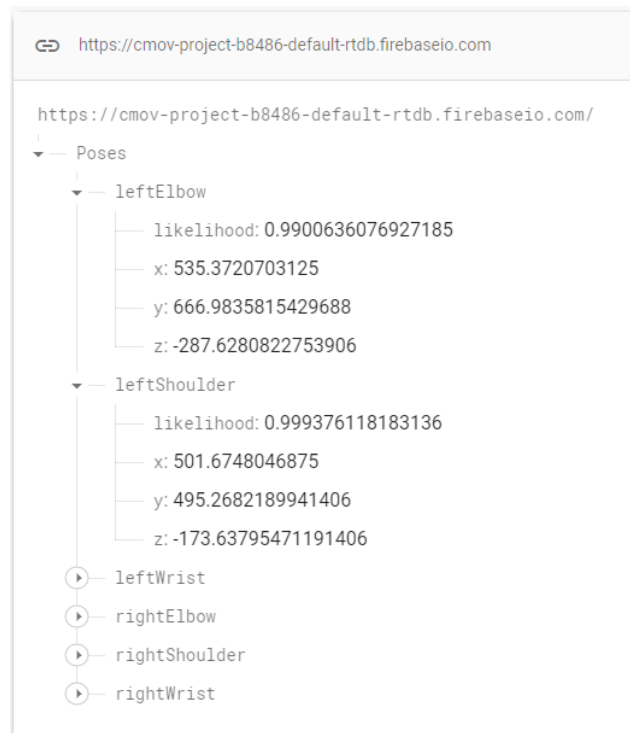 https://cmov-project-b8486-default-rtdb.firebaseio.com
https://cmov-project-b8486-default-rtdb.firebaseio.com/
Poses
leftElbow
likelihood: 0.9900636076927185
x: 535.3720703125
y: 666.9835815429688
z: -287.6280822753906
leftShoulder
likelihood: 0.999376118183136
x: 501.6748046875
y: 495.2682189941406
z: -173.63795471191406
leftWrist
rightElbow
rightShoulder
rightWrist